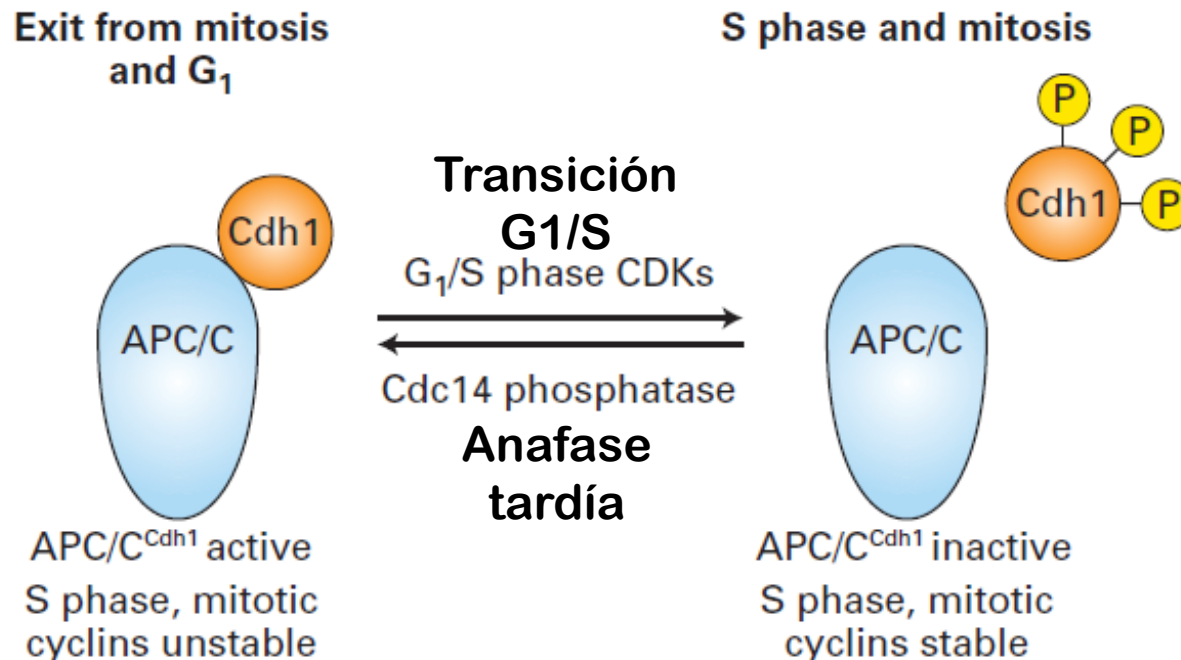 Exit from mitosis
and G₁
S phase and mitosis
P
P
P
Cdh1
Cdh1
Transición
G1/S
G₁/S phase CDKs
APC/C
APC/C
Cdc14 phosphatase
Anafase
tardía
APC/Cᶜᵈʰ¹ active
S phase, mitotic
cyclins unstable
APC/Cᶜᵈʰ¹ inactive
S phase, mitotic
cyclins stable